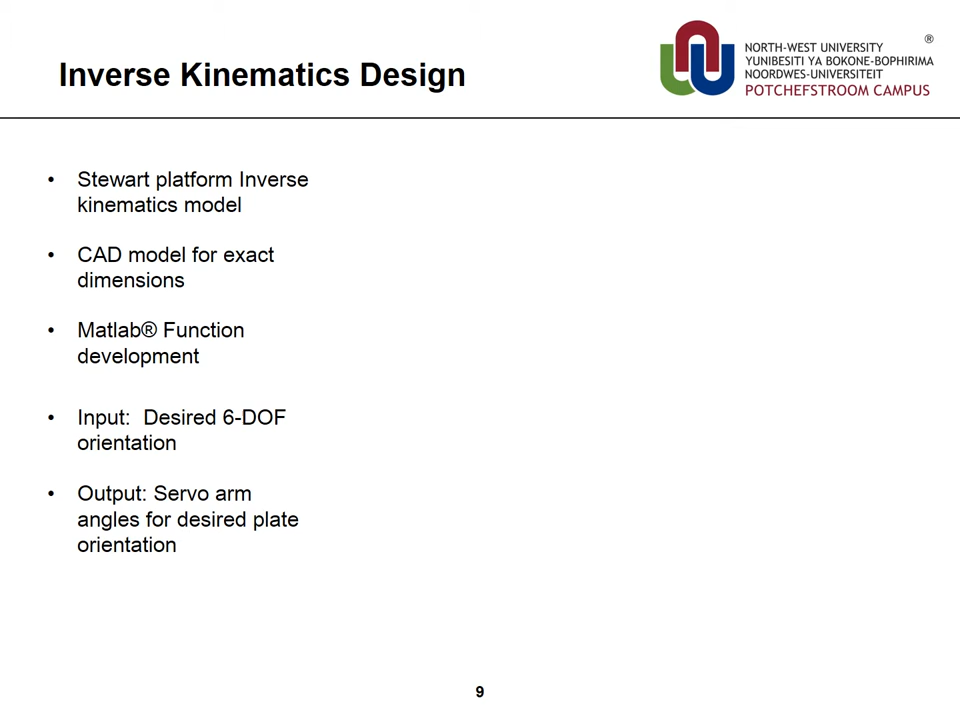 Inverse Kinematics Design
®
NORTH-WEST UNIVERSITY
YUNIBESITI YA BOKONE-BOPHIRIMA
NOORDWES-UNIVERSITEIT
POTCHEFSTROOM CAMPUS
• Stewart platform Inverse
kinematics model
• CAD model for exact
dimensions
• Matlab® Function
development
• Input:  Desired 6-DOF
orientation
• Output: Servo arm
angles for desired plate
orientation
9